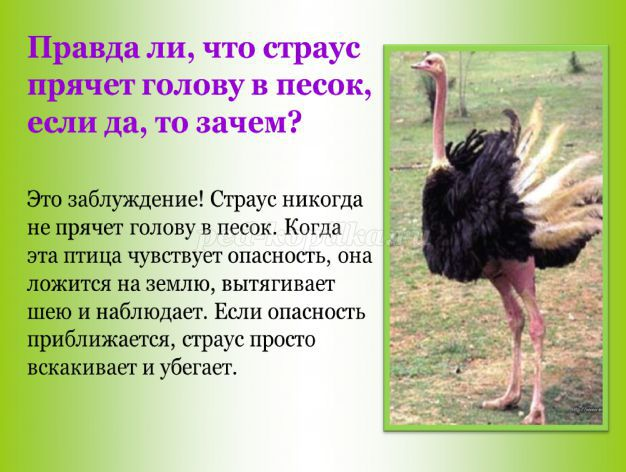 Правда ли, что страус
прячет голову в песок,
если да, то зачем?
Это заблуждение! Страус никогда
не прячет голову в песок. Когда
эта птица чувствует опасность, она
ложится на землю, вытягивает
шею и наблюдает. Если опасность
приближается, страус просто
вскакивает и убегает.